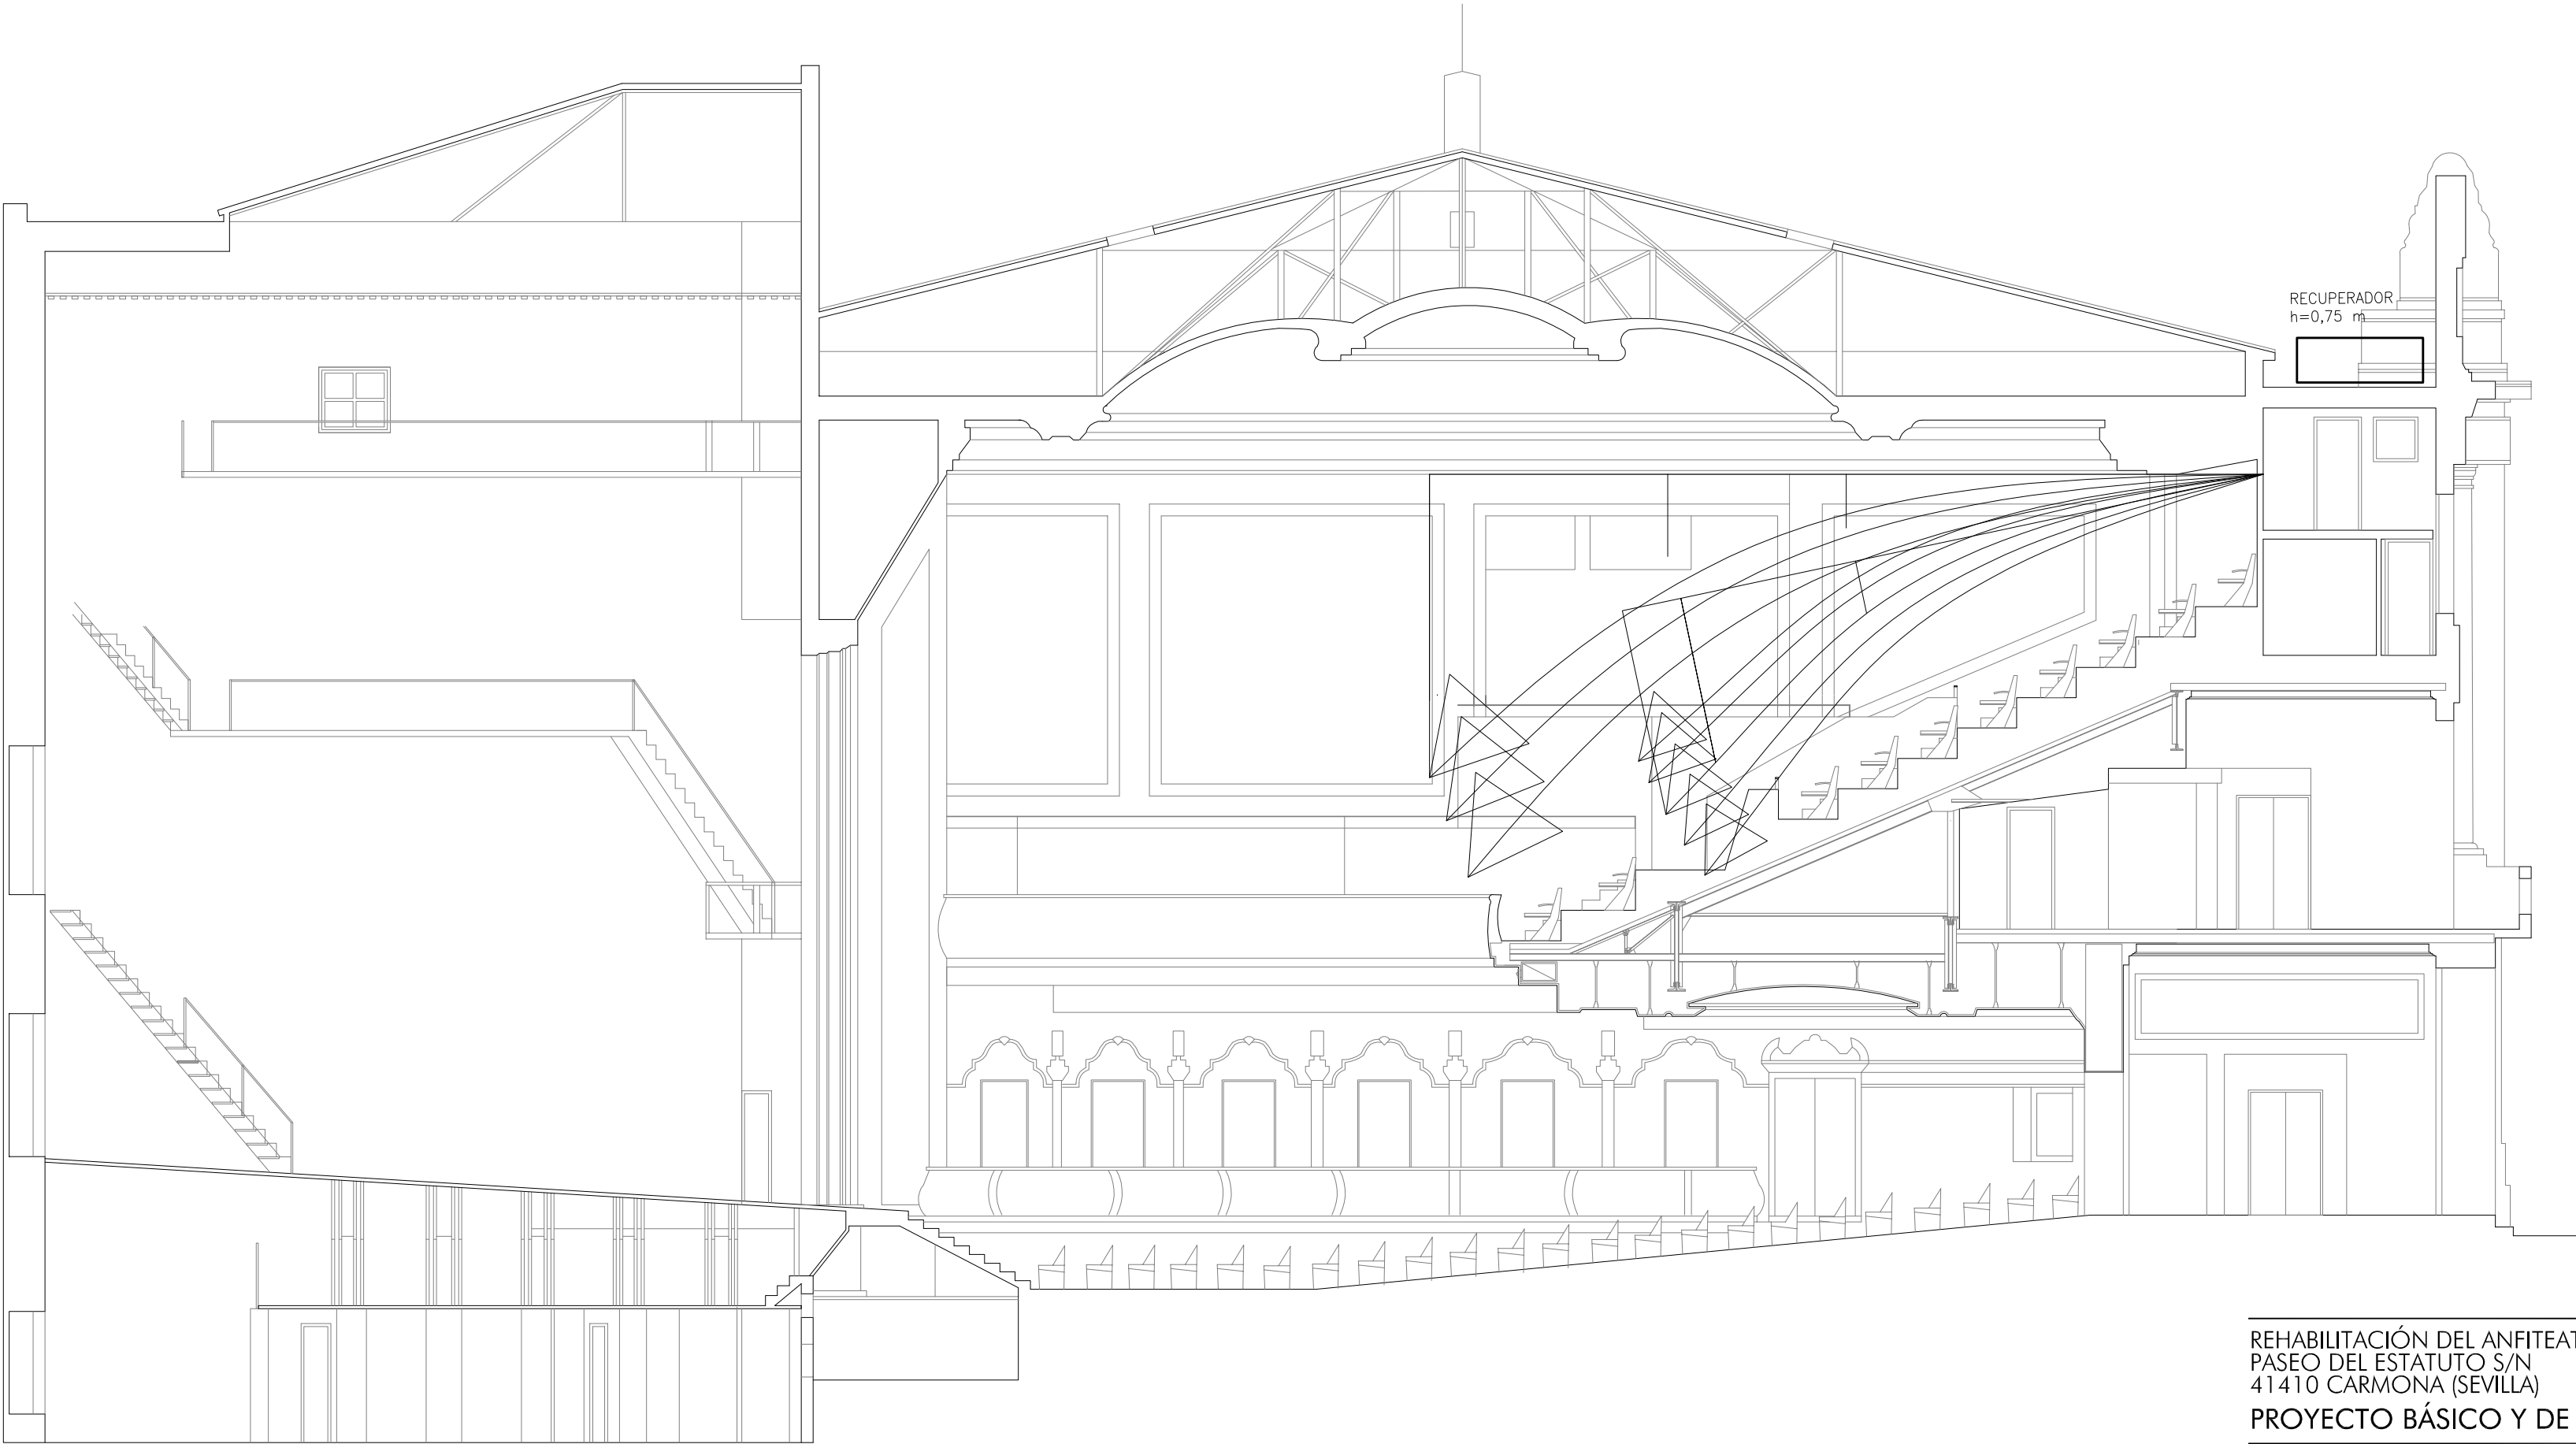 RECUPERADOR
h=0,75 m
REHABILITACIÓN DEL ANFITEAT
PASEO DEL ESTATUTO S/N
41410 CARMONA (SEVILLA)
PROYECTO BÁSICO Y DE